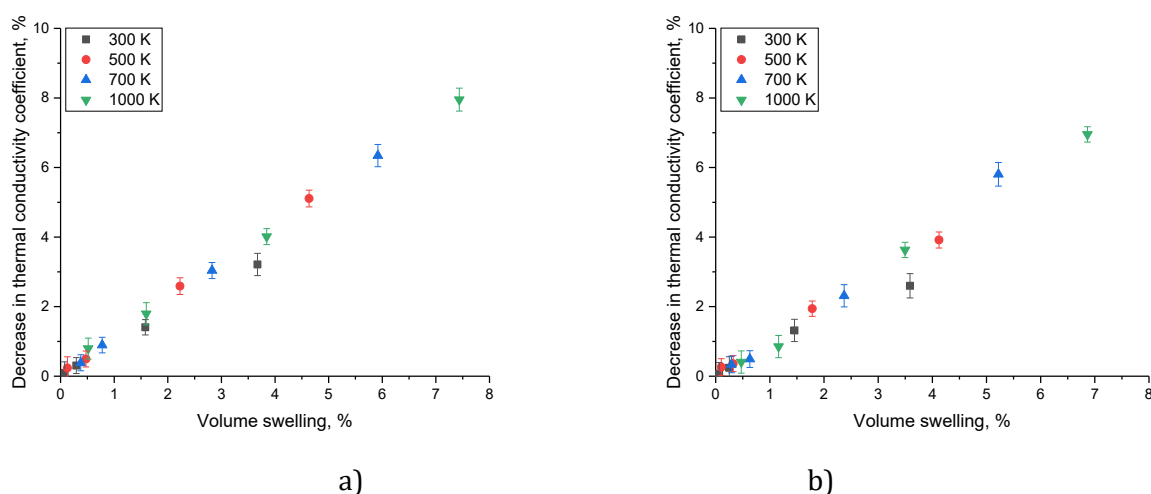 Decrease in thermal conductivity coefficient, %
10
8
6
4
2
0
300 K
500 K
700 K
1000 K
0 1 2 3 4 5 6 7 8
Volume swelling, %
a)
Decrease in thermal conductivity coefficient, %
10
8
6
4
2
0
300 K
500 K
700 K
1000 K
0 1 2 3 4 5 6 7 8
Volume swelling, %
b)